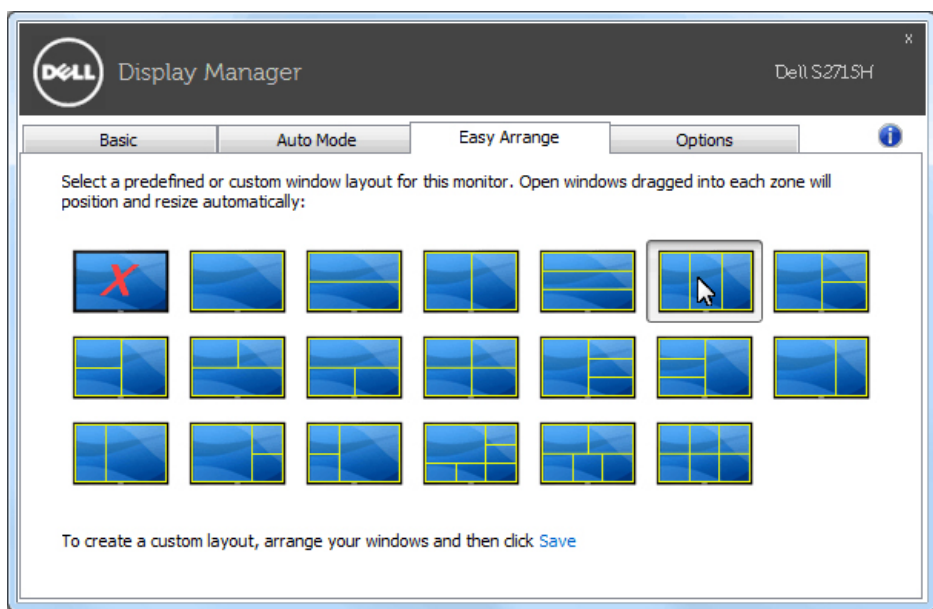 x
DELL Display Manager Dell S2715H
Basic Auto Mode Easy Arrange Options i
Select a predefined or custom window layout for this monitor. Open windows dragged into each zone will
position and resize automatically:
X
To create a custom layout, arrange your windows and then click Save